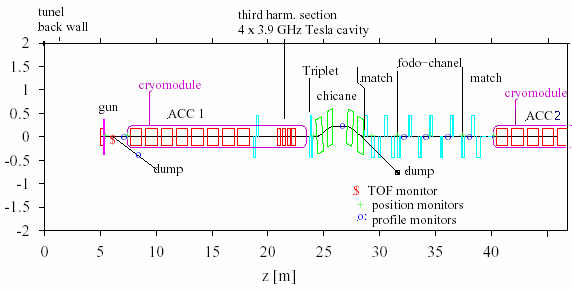 tunel
back wall
third harm. section
4 x 3.9 GHz Tesla cavity
cryomodule
gun
ACC 1
dump
Triplet
chicane
match
fodo−chanel
match
cryomodule
ACC2
dump
$ TOF monitor
+ position monitors
o: profile monitors
2
1.5
1
0.5
0
-0.5
-1
-1.5
-2
0 5 10 15 20 25 30 35 40
z [m]